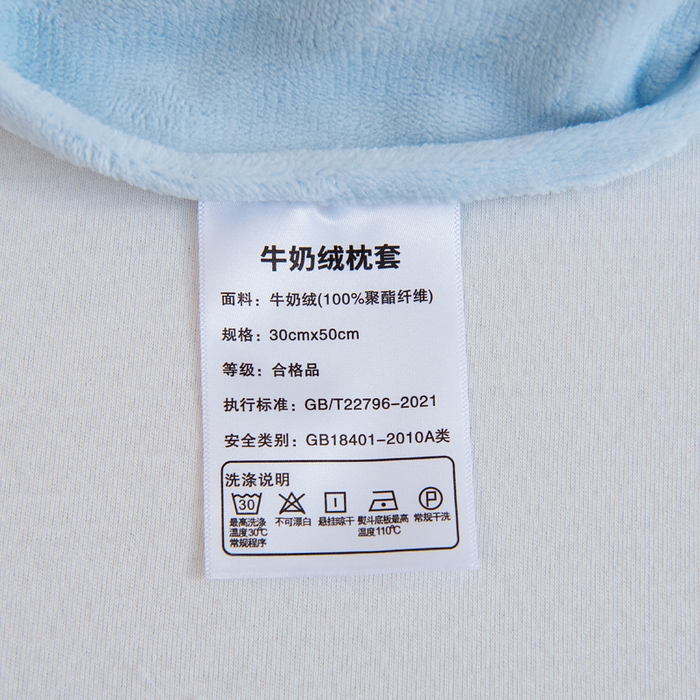 牛奶绒枕套
面料：牛奶绒(100%聚酯纤维)
规格：30cmx50cm
等级：合格品
执行标准：GB/T22796-2021
安全类别：GB18401-2010A类
洗涤说明
30 P
最高洗涤温度30℃常规程序 不可漂白 悬挂晾干 熨斗底板最高温度110℃ 常规干洗